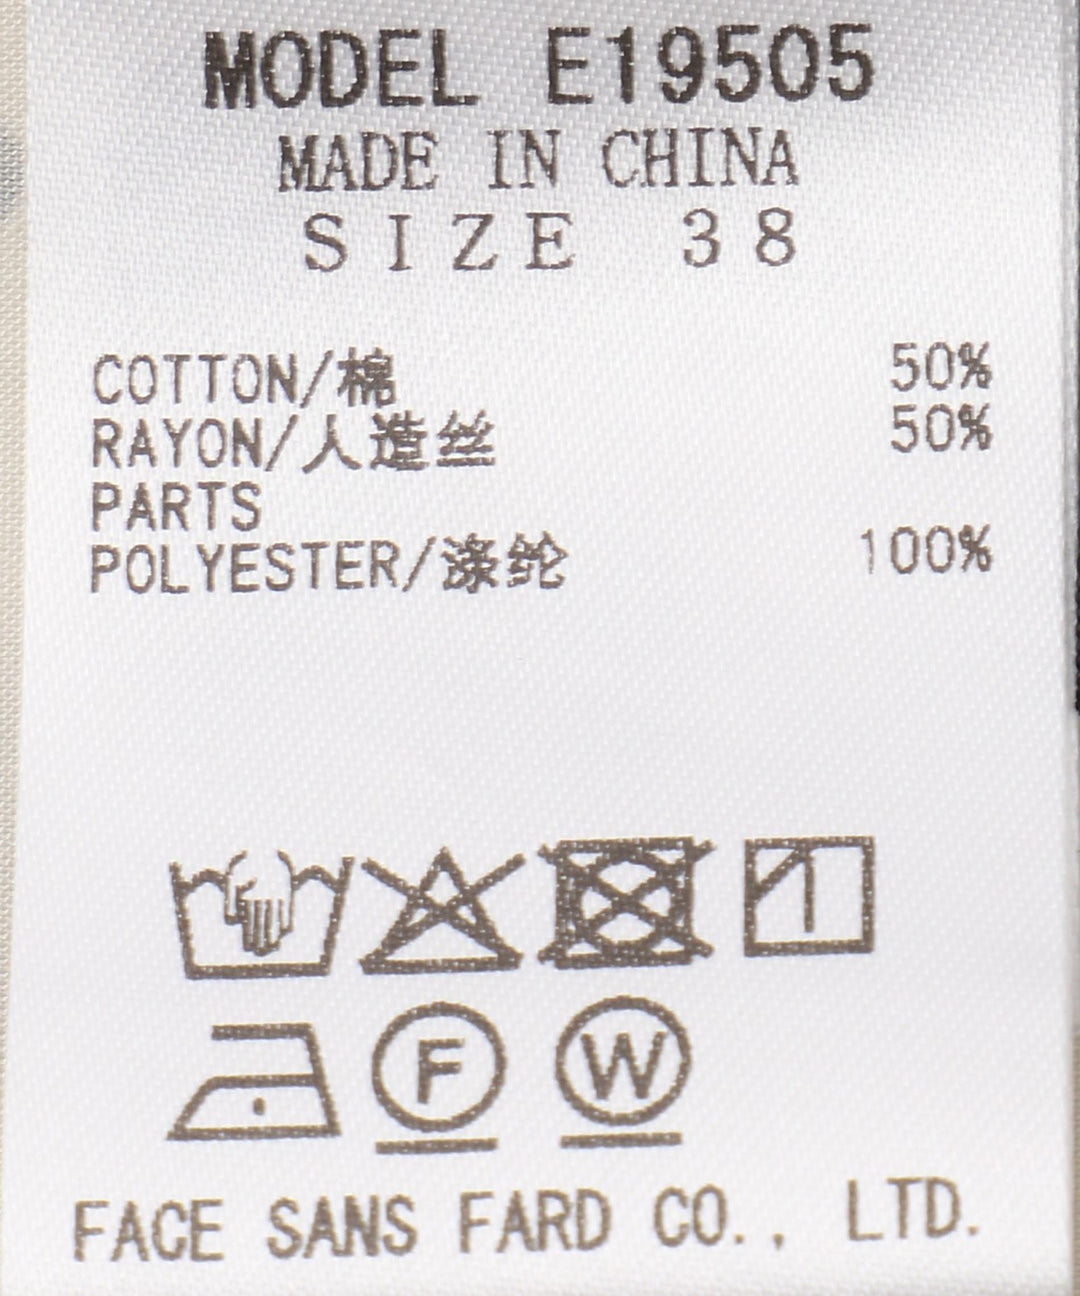 MODEL E19505
MADE IN CHINA
SIZE 38
COTTON/棉 50%
RAYON/人造丝 50%
PARTS
POLYESTER/涤纶 100%
F W
FACE SANS FARD CO., LTD.